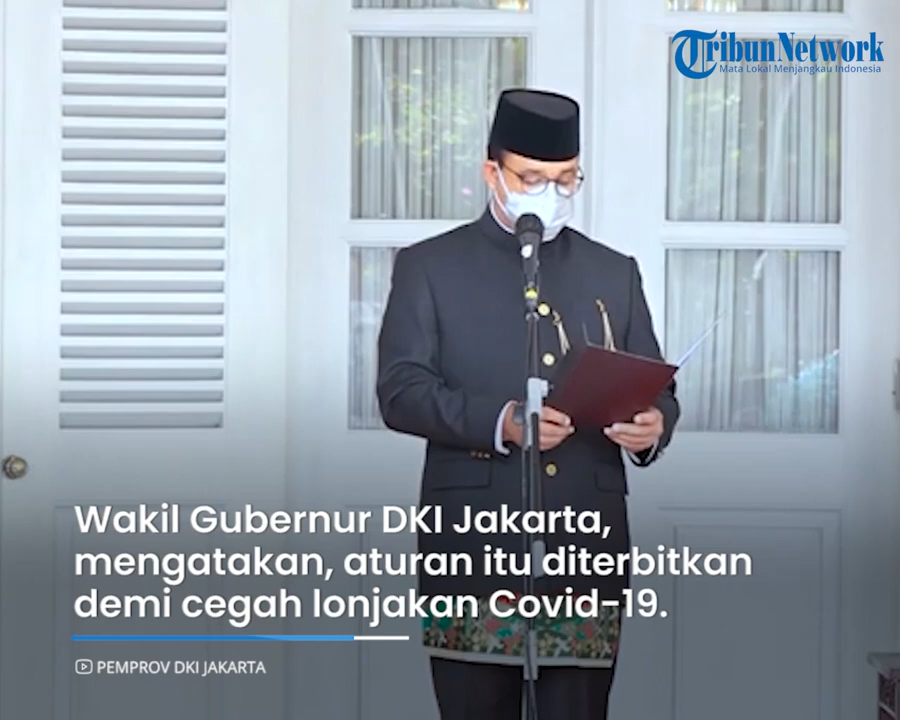 TribunNetwork
Mata Lokal Menjangkau Indonesia
Wakil Gubernur DKI Jakarta,
mengatakan, aturan itu diterbitkan
demi cegah lonjakan Covid-19.
PEMPROV DKI JAKARTA